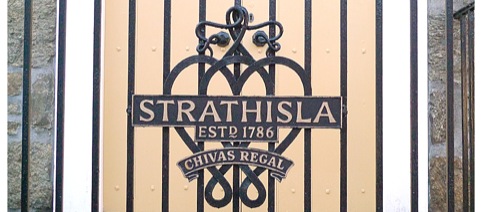 STRATHISLA
ESTD 1786
CHIVAS REGAL